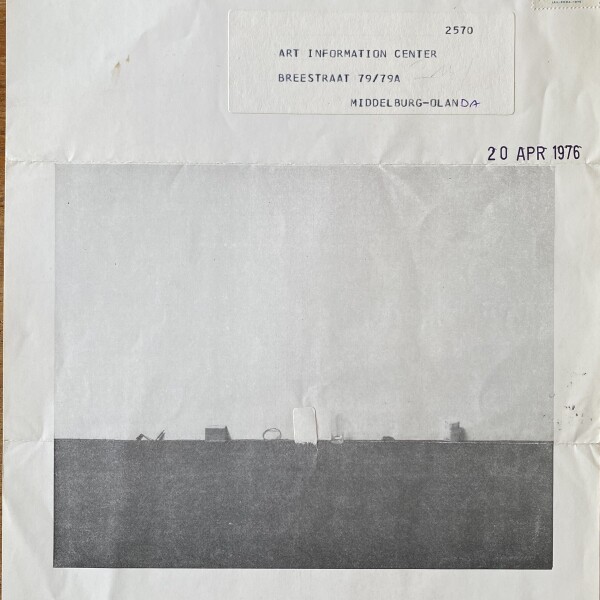 2570
ART INFORMATION CENTER
BREESTRAAT 79/79A
MIDDELBURG-OLANDA
20 APR 1976